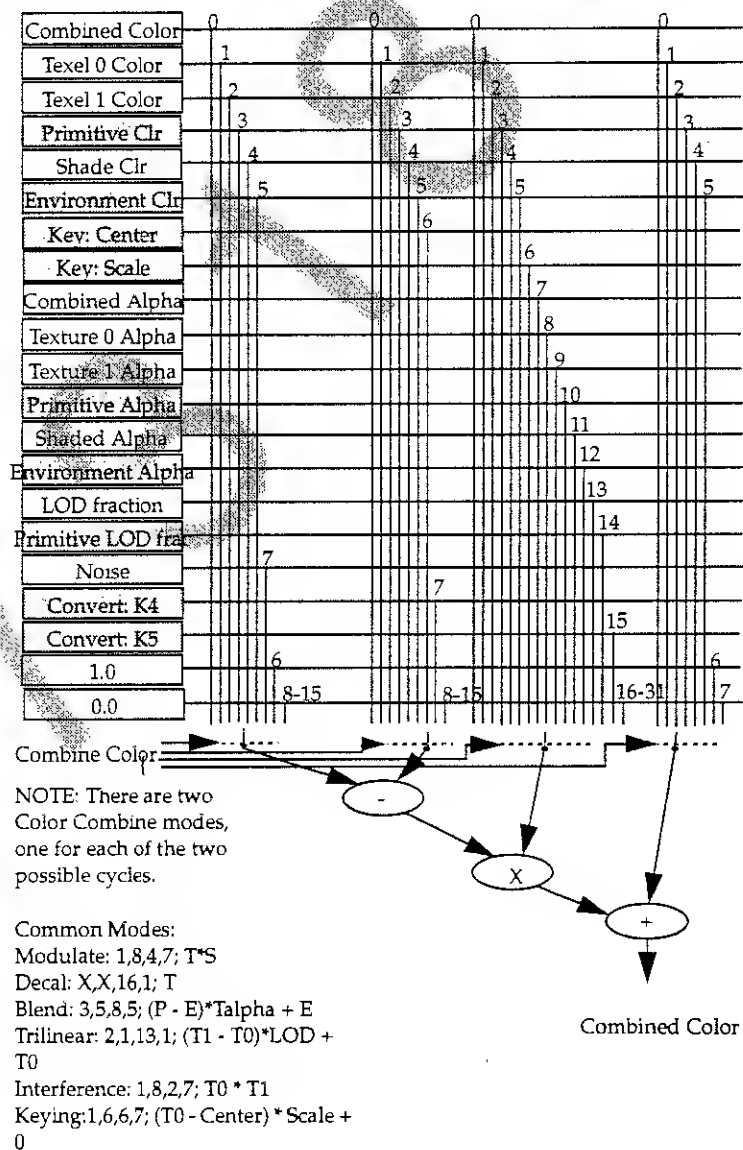 Combined Color 0 0 0 0
Texel 0 Color 1 1 1 1
Texel 1 Color 2 2 2 2
Primitive Clr 3 3 3 3
Shade Clr 4 4 4 4
Environment Clr 5 5 5 5
Key: Center 6
Key: Scale 6
Combined Alpha 7
Texture 0 Alpha 8
Texture 1 Alpha 9
Primitive Alpha 10
Shaded Alpha 11
Environment Alpha 12
LOD fraction 13
Primitive LOD fra 14
Noise 7
Convert: K4 7
Convert: K5 15
1.0 6 6
0.0 8-15 8-15 16-31 7
Combine Color
-
X
+
Combined Color
NOTE: There are two
Color Combine modes,
one for each of the two
possible cycles.
Common Modes:
Modulate: 1,8,4,7; T*S
Decal: X,X,16,1; T
Blend: 3,5,8,5; (P - E)*Talpha + E
Trilinear: 2,1,13,1; (T1 - T0)*LOD +
T0
Interference: 1,8,2,7; T0 * T1
Keying:1,6,6,7; (T0 - Center) * Scale +
0